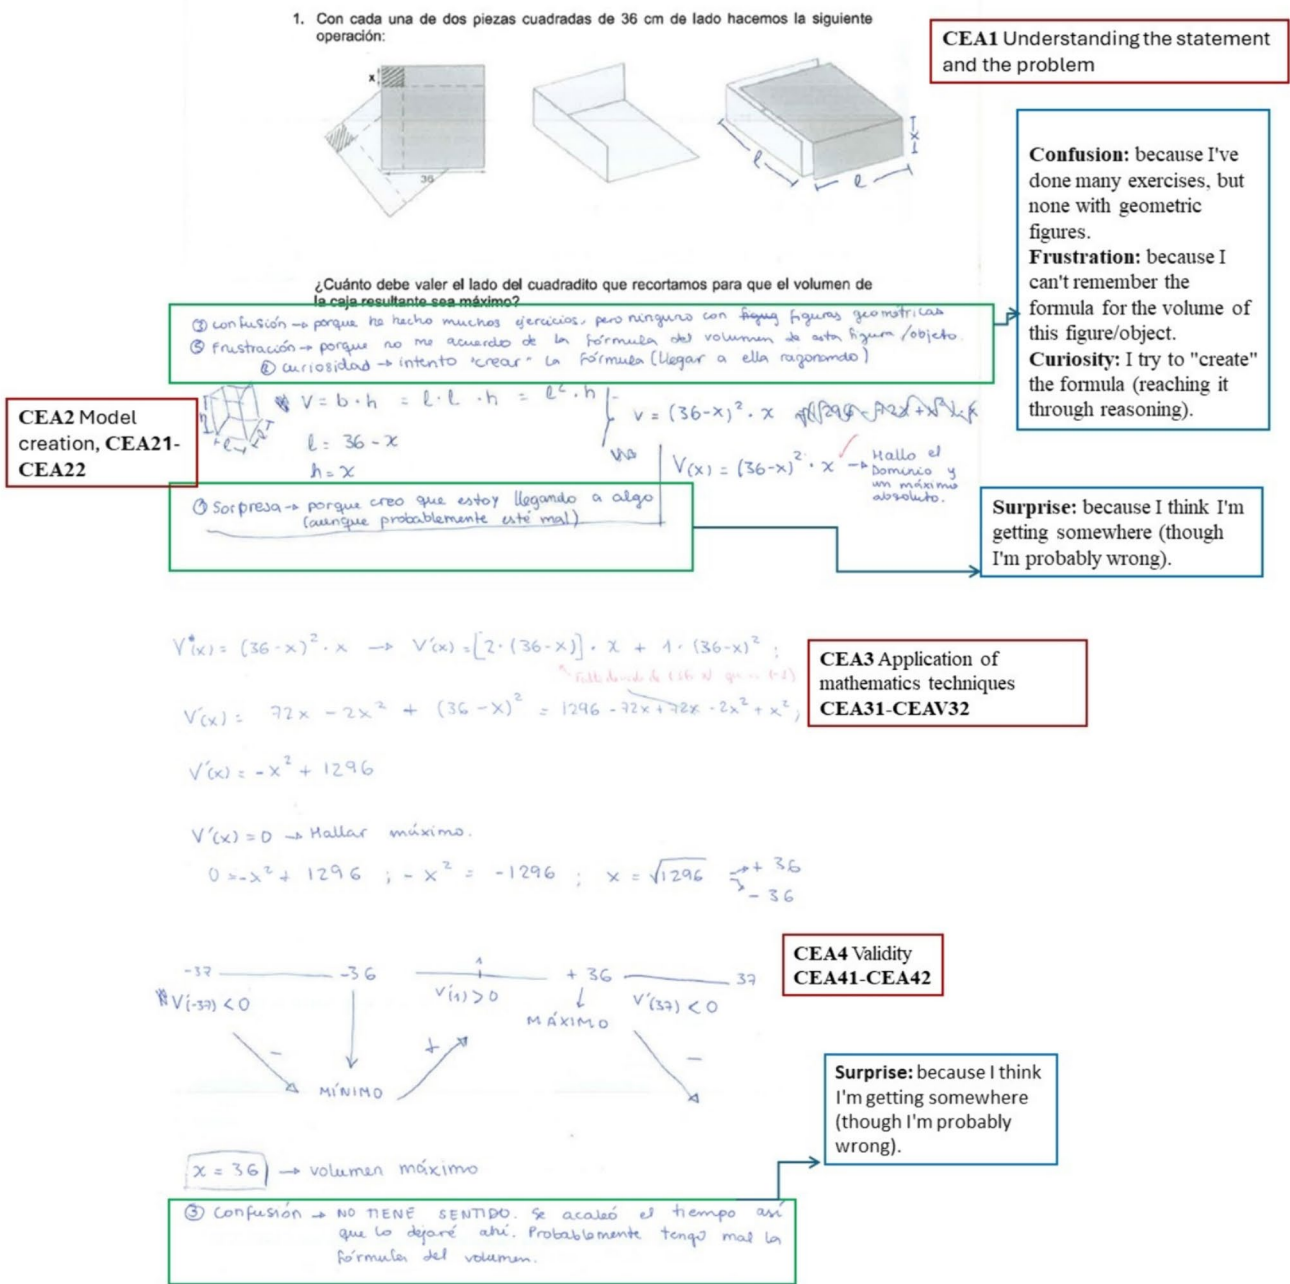 1. Con cada una de dos piezas cuadradas de 36 cm de lado hacemos la siguiente
operación:
CEA1 Understanding the statement
and the problem
x
36
l
l
x
Confusion: because I've
done many exercises, but
none with geometric
figures.
Frustration: because I
can't remember the
formula for the volume of
this figure/object.
Curiosity: I try to "create"
the formula (reaching it
through reasoning).
¿Cuánto debe valer el lado del cuadradito que recortamos para que el volumen de
la caja resultante sea máximo?
③ confusión → porque he hecho muchos ejercicios, pero ninguno con figuras geométricas
⑤ Frustración → porque no me acuerdo de la fórmula del volumen de esta figura/objeto.
② curiosidad → intento "crear" la fórmula (llegar a ella razonando)
CEA2 Model
creation, CEA21-
CEA22
V = b · h = l · l · h = l² · h
l = 36 - x
h = x
v = (36-x)² · x
V(x) = (36-x)² · x → Hallo el
Dominio y
un máximo
absoluto.
① Sorpresa → porque creo que estoy llegando a algo
(aunque probablemente esté mal)
Surprise: because I think I'm
getting somewhere (though
I'm probably wrong).
V(x) = (36-x)² · x → V'(x) = [2·(36-x)] · x + 1·(36-x)² ;
CEA3 Application of
mathematics techniques
CEA31-CEAV32
V'(x) = 72x - 2x² + (36-x)² = 1296 - 72x + 72x - 2x² + x² ;
V'(x) = -x² + 1296
V'(x) = 0 → Hallar máximo.
0 = -x² + 1296 ; -x² = -1296 ; x = √1296 → + 36
→ - 36
CEA4 Validity
CEA41-CEA42
-37 -36 1 + 36 37
V'(-37) < 0 V'(1) > 0 MÁXIMO V'(37) < 0
- + -
MÍNIMO
Surprise: because I think
I'm getting somewhere
(though I'm probably
wrong).
x = 36 → volumen máximo
③ Confusión → NO TIENE SENTIDO. Se acabó el tiempo así
que lo dejaré ahí. Probablemente tengo mal la
fórmula del volumen.